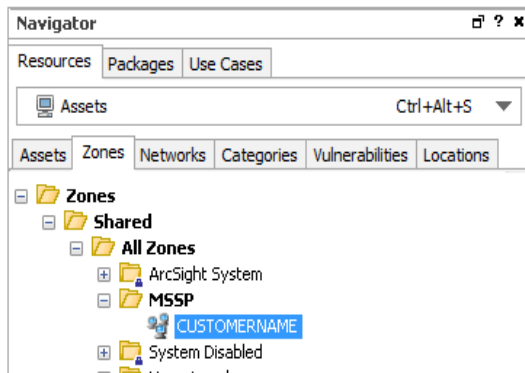 Navigator ?
Resources Packages Use Cases
Assets Ctrl+Alt+S
Assets Zones Networks Categories Vulnerabilities Locations
Zones
Shared
All Zones
ArcSight System
MSSP
CUSTOMERNAME
System Disabled